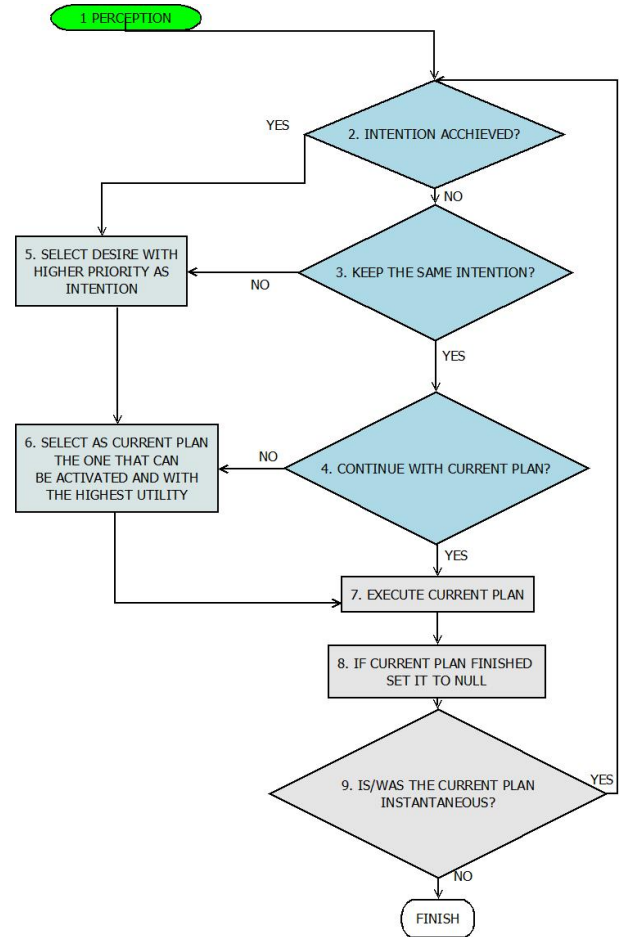 1 PERCEPTION
2. INTENTION ACCHIEVED?
YES
NO
3. KEEP THE SAME INTENTION?
NO
YES
5. SELECT DESIRE WITH
HIGHER PRIORITY AS
INTENTION
4. CONTINUE WITH CURRENT PLAN?
NO
YES
6. SELECT AS CURRENT PLAN
THE ONE THAT CAN
BE ACTIVATED AND WITH
THE HIGHEST UTILITY
7. EXECUTE CURRENT PLAN
8. IF CURRENT PLAN FINISHED
SET IT TO NULL
9. IS/WAS THE CURRENT PLAN
INSTANTANEOUS?
YES
NO
FINISH